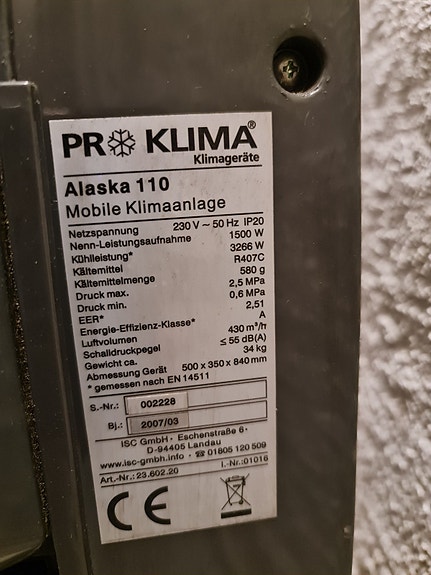 PR KLIMA®
Klimageräte
Alaska 110
Mobile Klimaanlage
Netzspannung 230 V ~ 50 Hz IP20
Nenn-Leistungsaufnahme 1500 W
Kühlleistung* 3266 W
Kältemittel R407C
Kältemittelmenge 580 g
Druck max. 2,5 MPa
Druck min. 0,6 MPa
EER* 2,51
Energie-Effizienz-Klasse* A
Luftvolumen 430 m³/h
Schalldruckpegel ≤ 55 dB(A)
Gewicht ca. 34 kg
Abmessung Gerät 500 x 350 x 840 mm
* gemessen nach EN 14511
S.-Nr.: 002228
Bj.: 2007/03
ISC GmbH · Eschenstraße 6 ·
D-94405 Landau
www.isc-gmbh.info · ☎ 01805 120 509
Art.-Nr.: 23.602.20 I.-Nr.:01016
CE